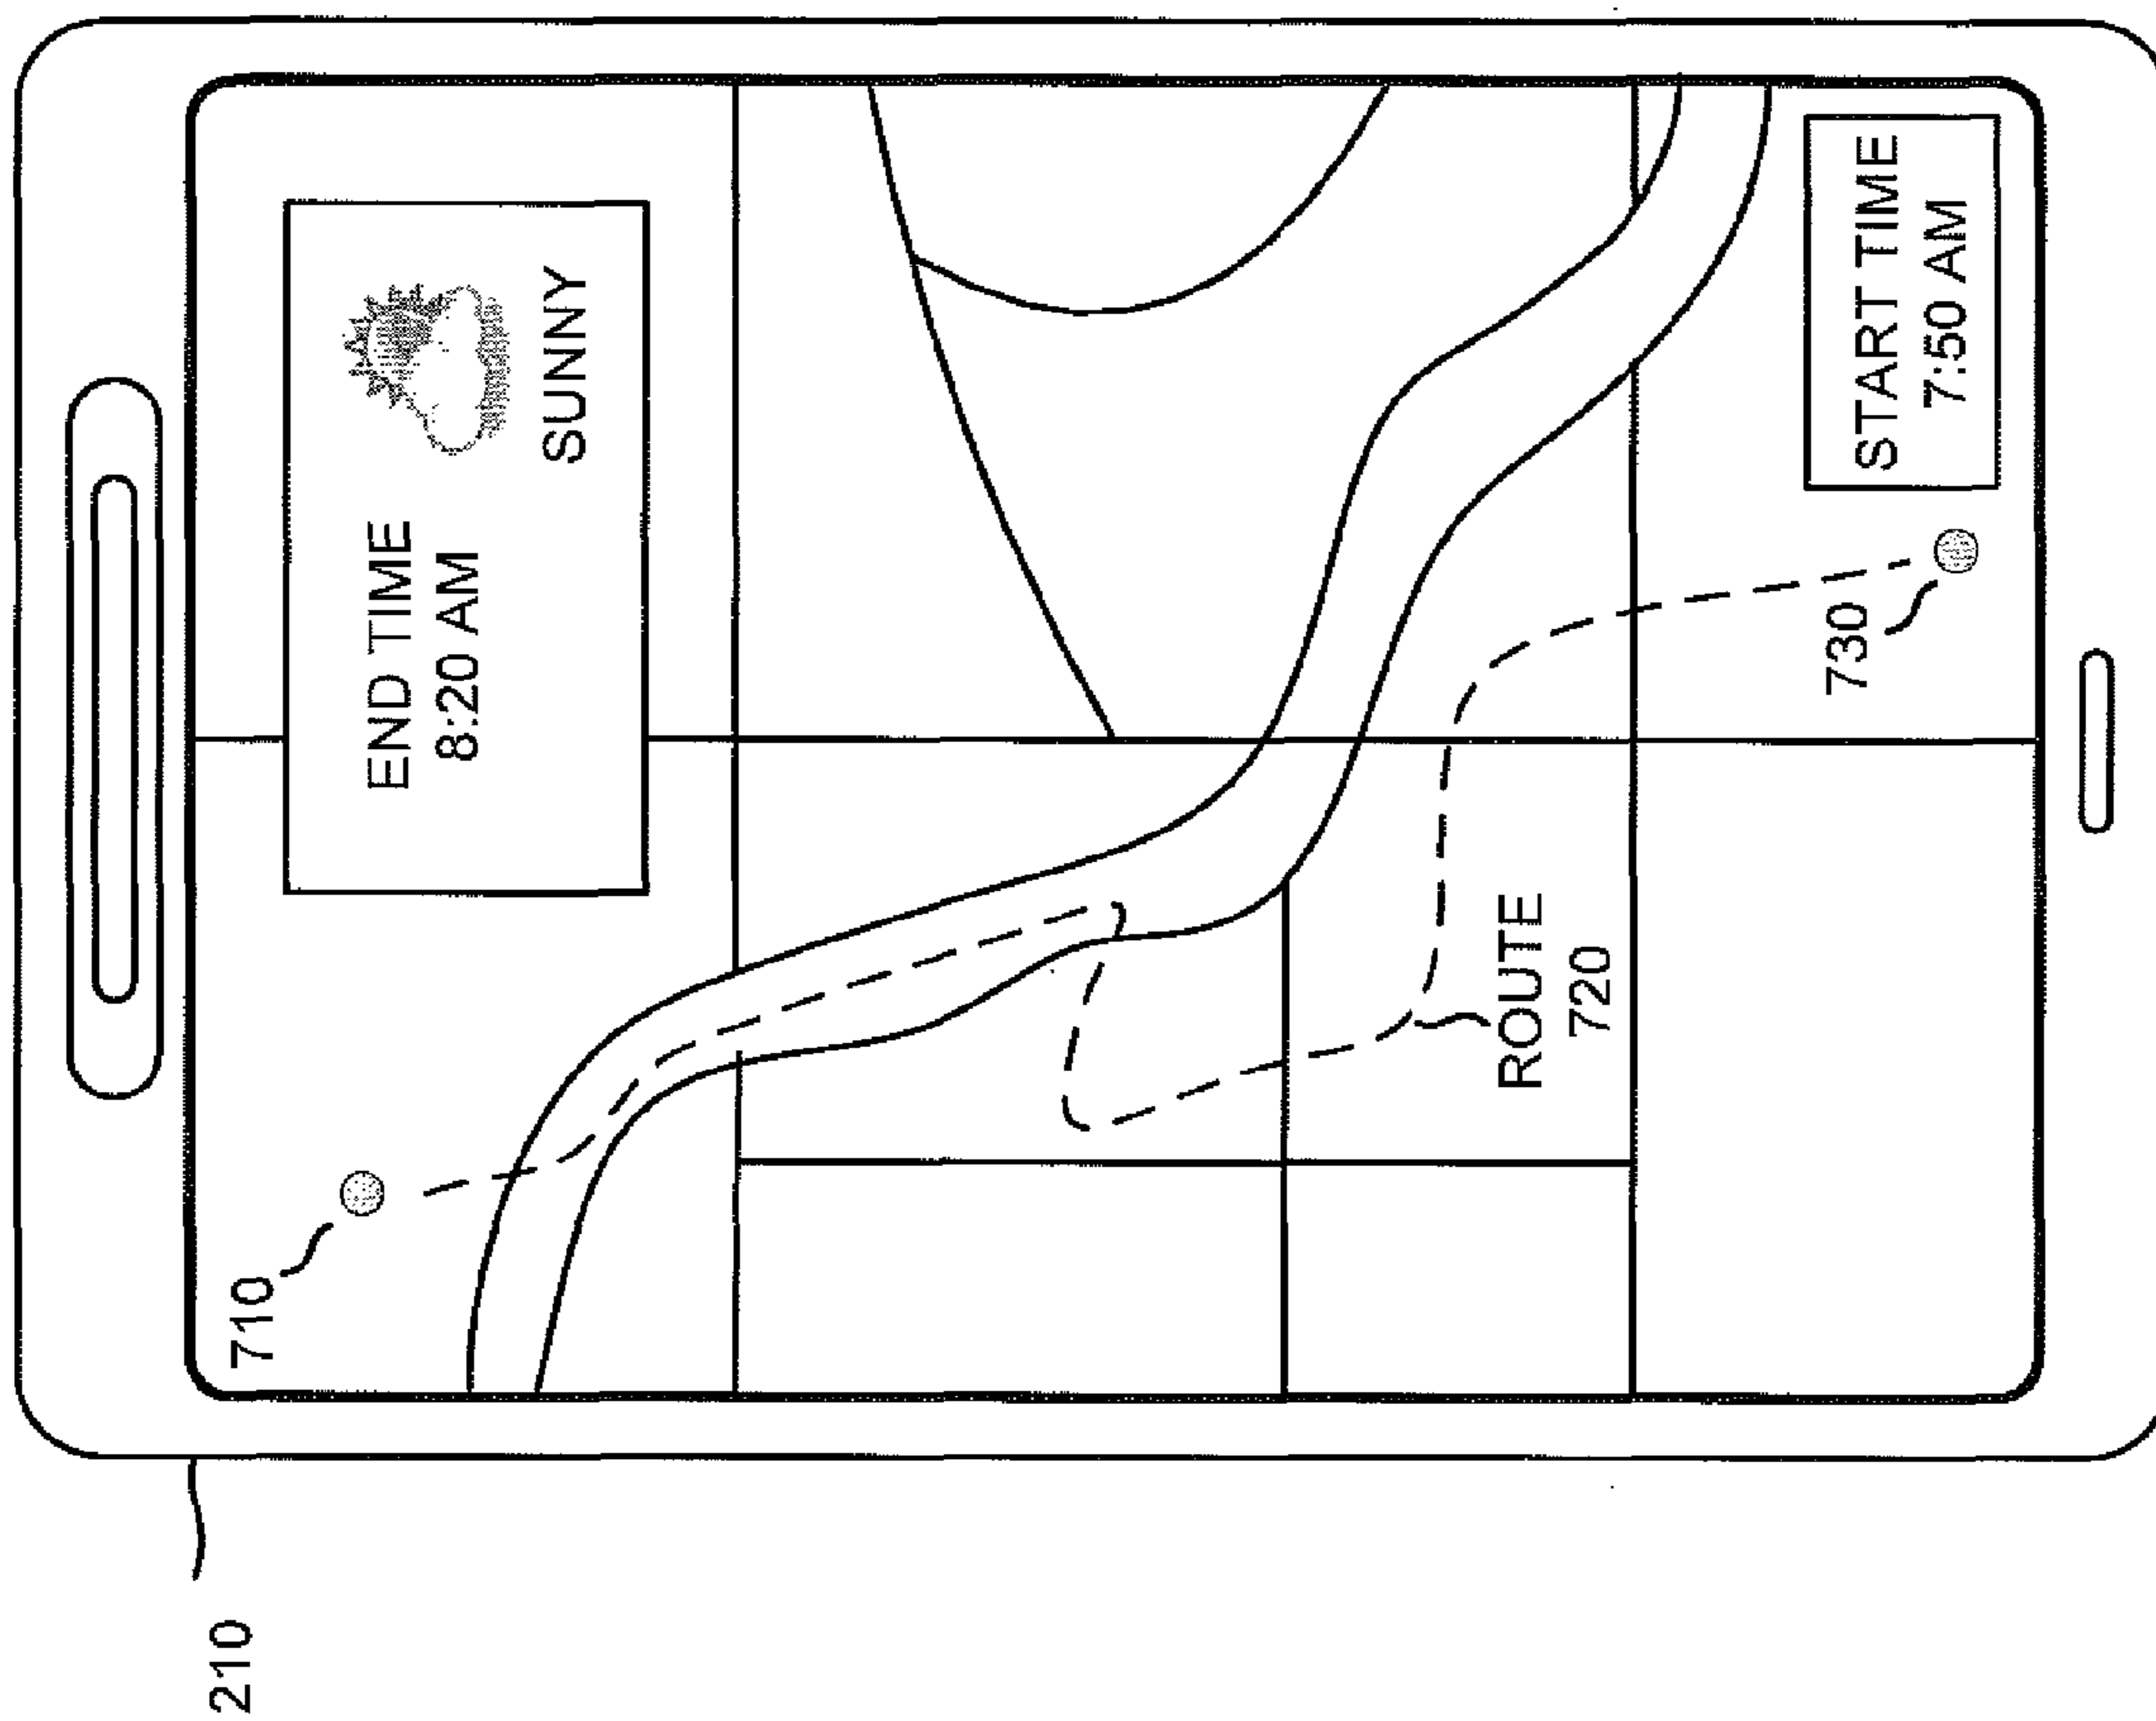 210
710
END TIME
8:20 AM
SUNNY
ROUTE
720
730
START TIME
7:50 AM